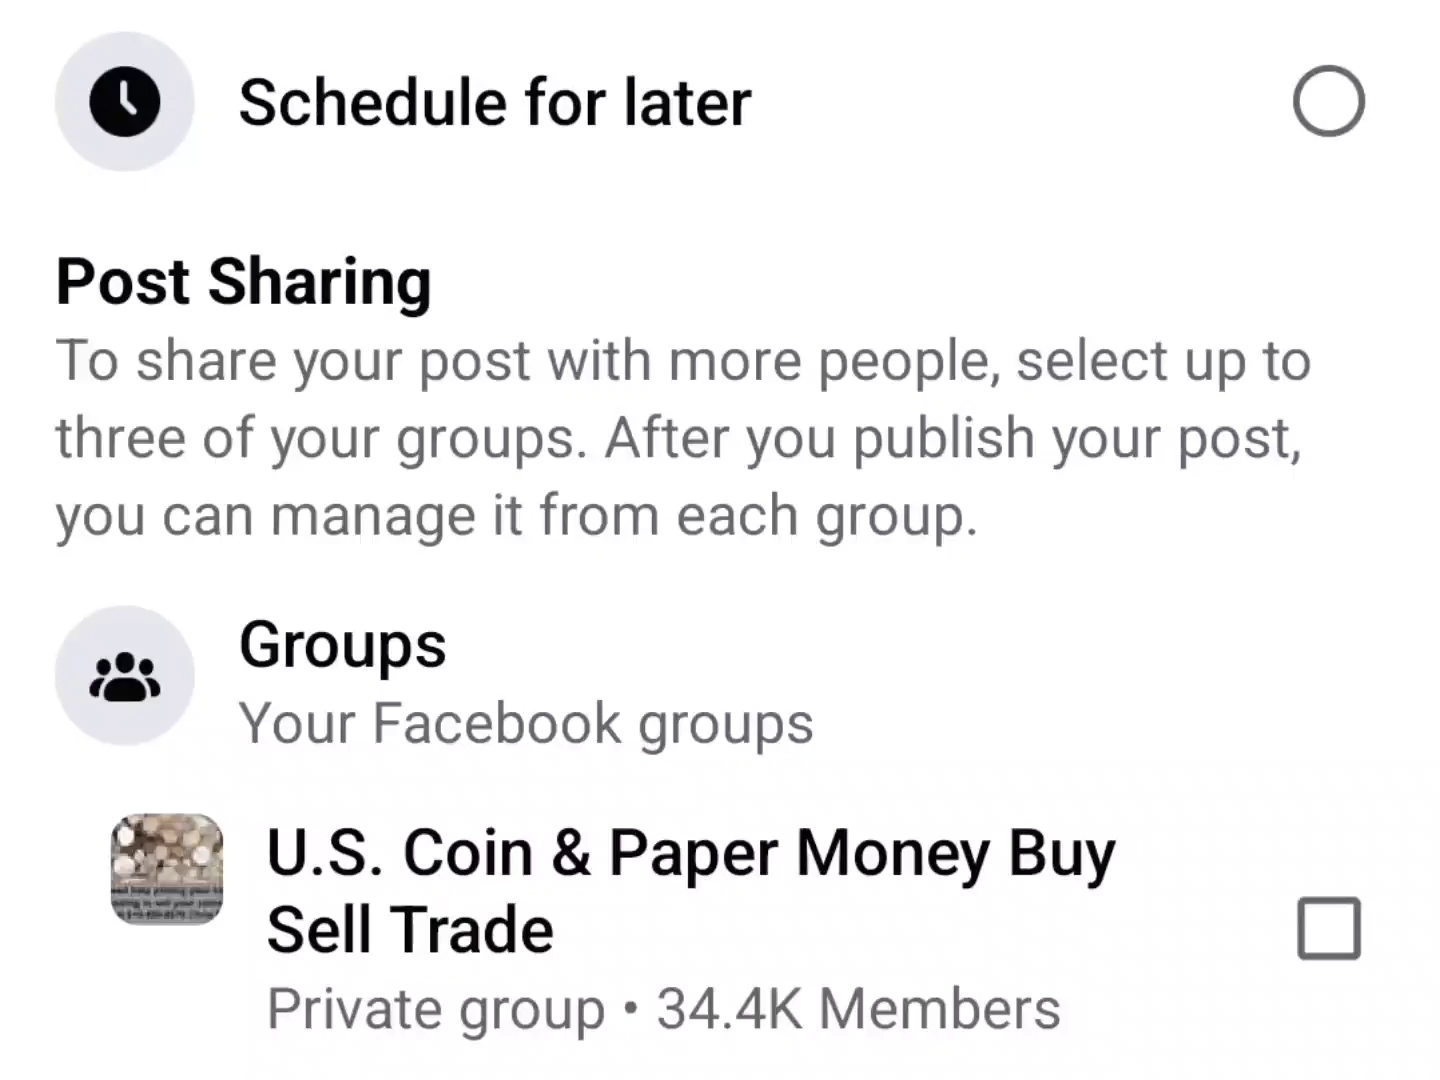 Schedule for later
Post Sharing
To share your post with more people, select up to
three of your groups. After you publish your post,
you can manage it from each group.
Groups
Your Facebook groups
U.S. Coin & Paper Money Buy
Sell Trade
Private group • 34.4K Members